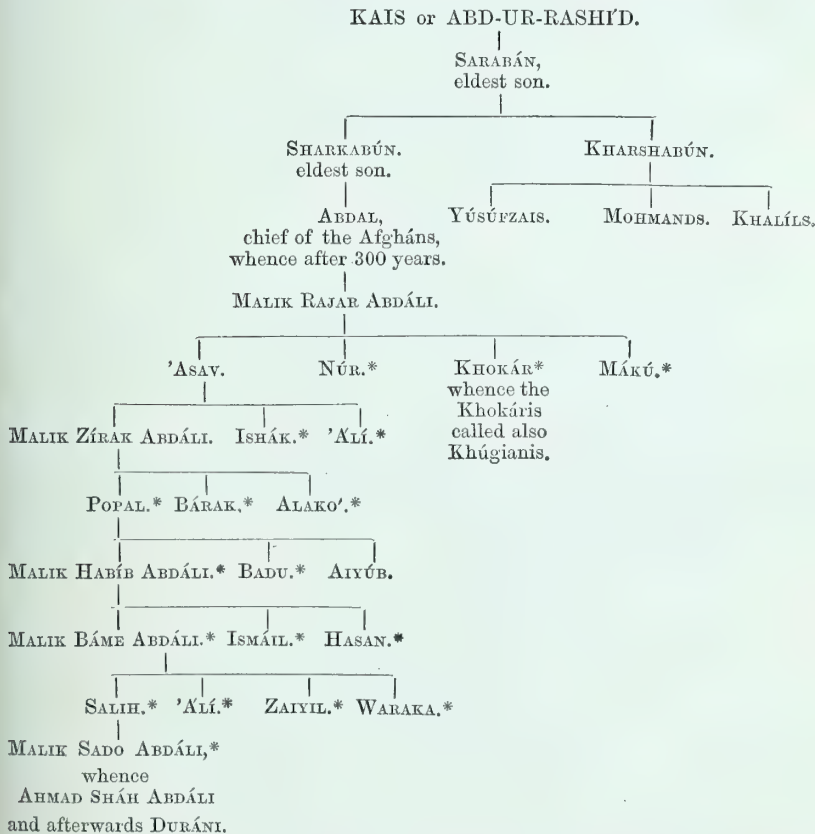 KAIS or ABD-UR-RASHI'D.
SARABÁN,
eldest son.
SHARKABÚN. KHARSHABÚN.
eldest son.
ABDAL, YÚSÚFZAIS. MOHMANDS. KHALÍLS.
chief of the Afgháns,
whence after 300 years.
MALIK RAJAR ABDÁLI.
'ASAV. NÚR.* KHOKÁR* MÁKÚ.*
whence the
Khokáris
called also
Khúgianis.
MALIK ZÍRAK ABDÁLI. ISHÁK.* 'ÁLÍ.*
POPAL.* BÁRAK.* ALAKO'.*
MALIK HABÍB ABDÁLI.* BADU.* AIYÚB.
MALIK BÁME ABDÁLI.* ISMÁIL.* HASAN.*
SALIH.* 'ÁLÍ.* ZAIYIL.* WARAKA.*
MALIK SADO ABDÁLI,*
whence
AHMAD SHÁH ABDÁLI
and afterwards DURÁNI.